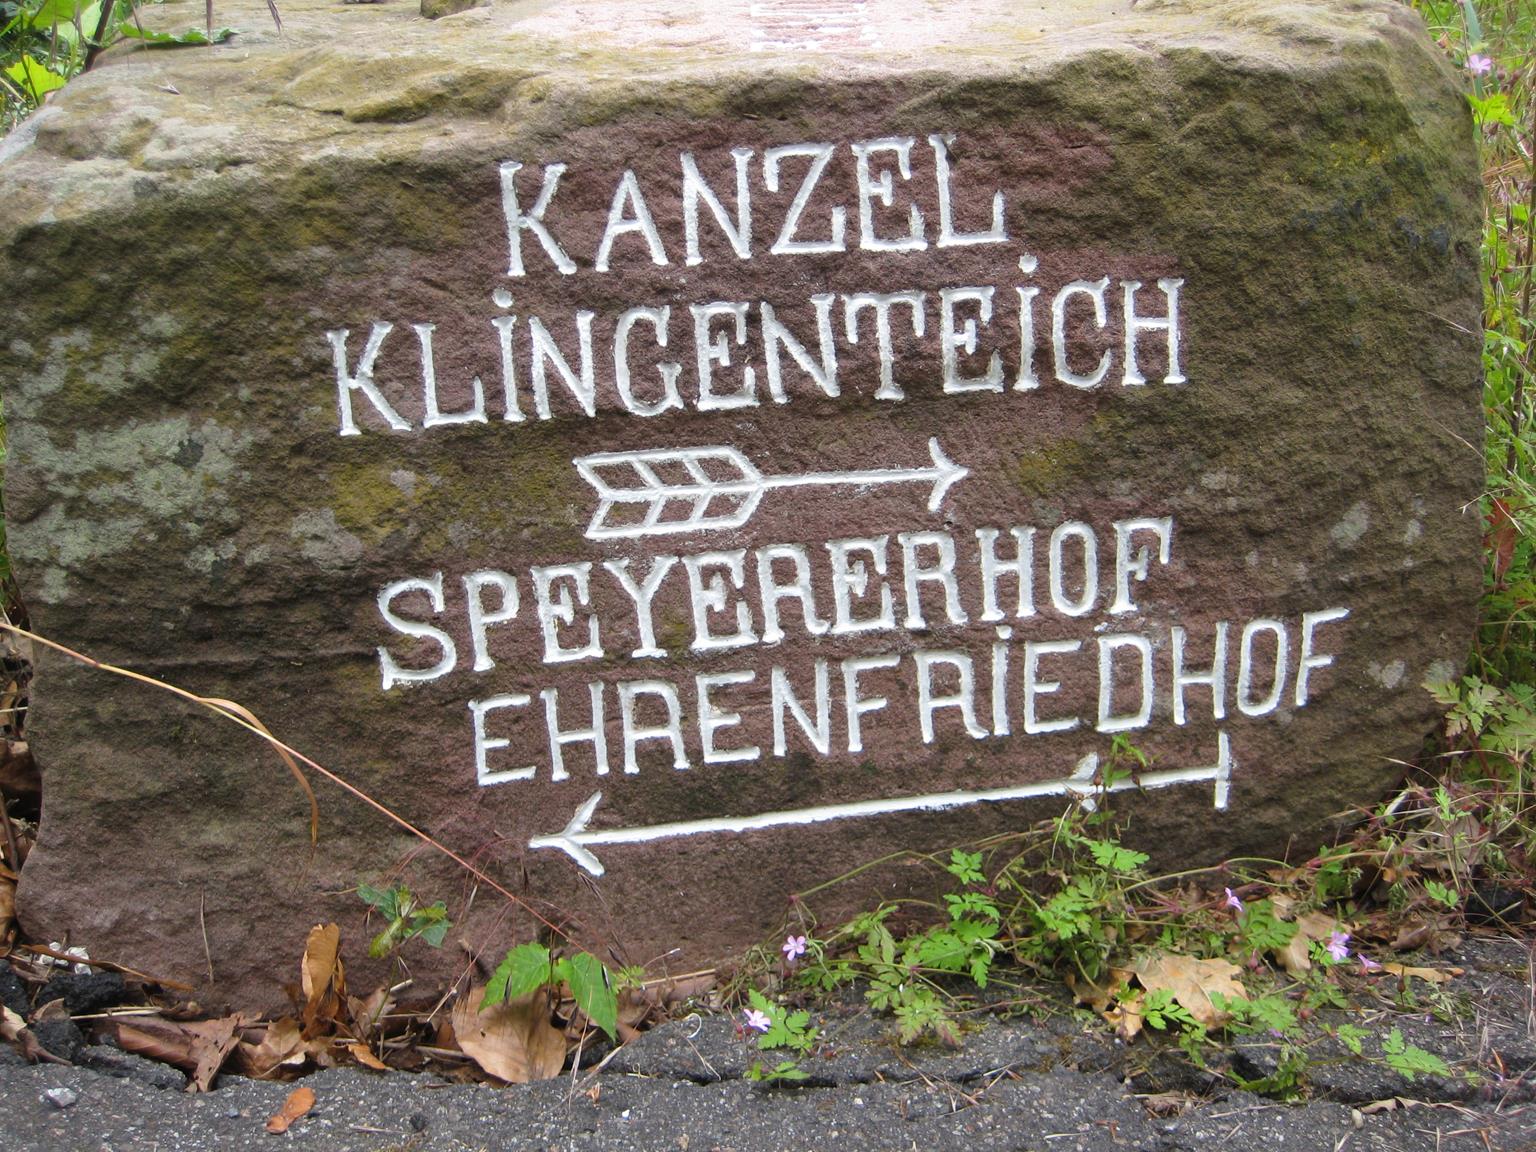 KANZEL
KLiNGENTEiCH
SPEYERERHOF
EHRENFRiEDHOF